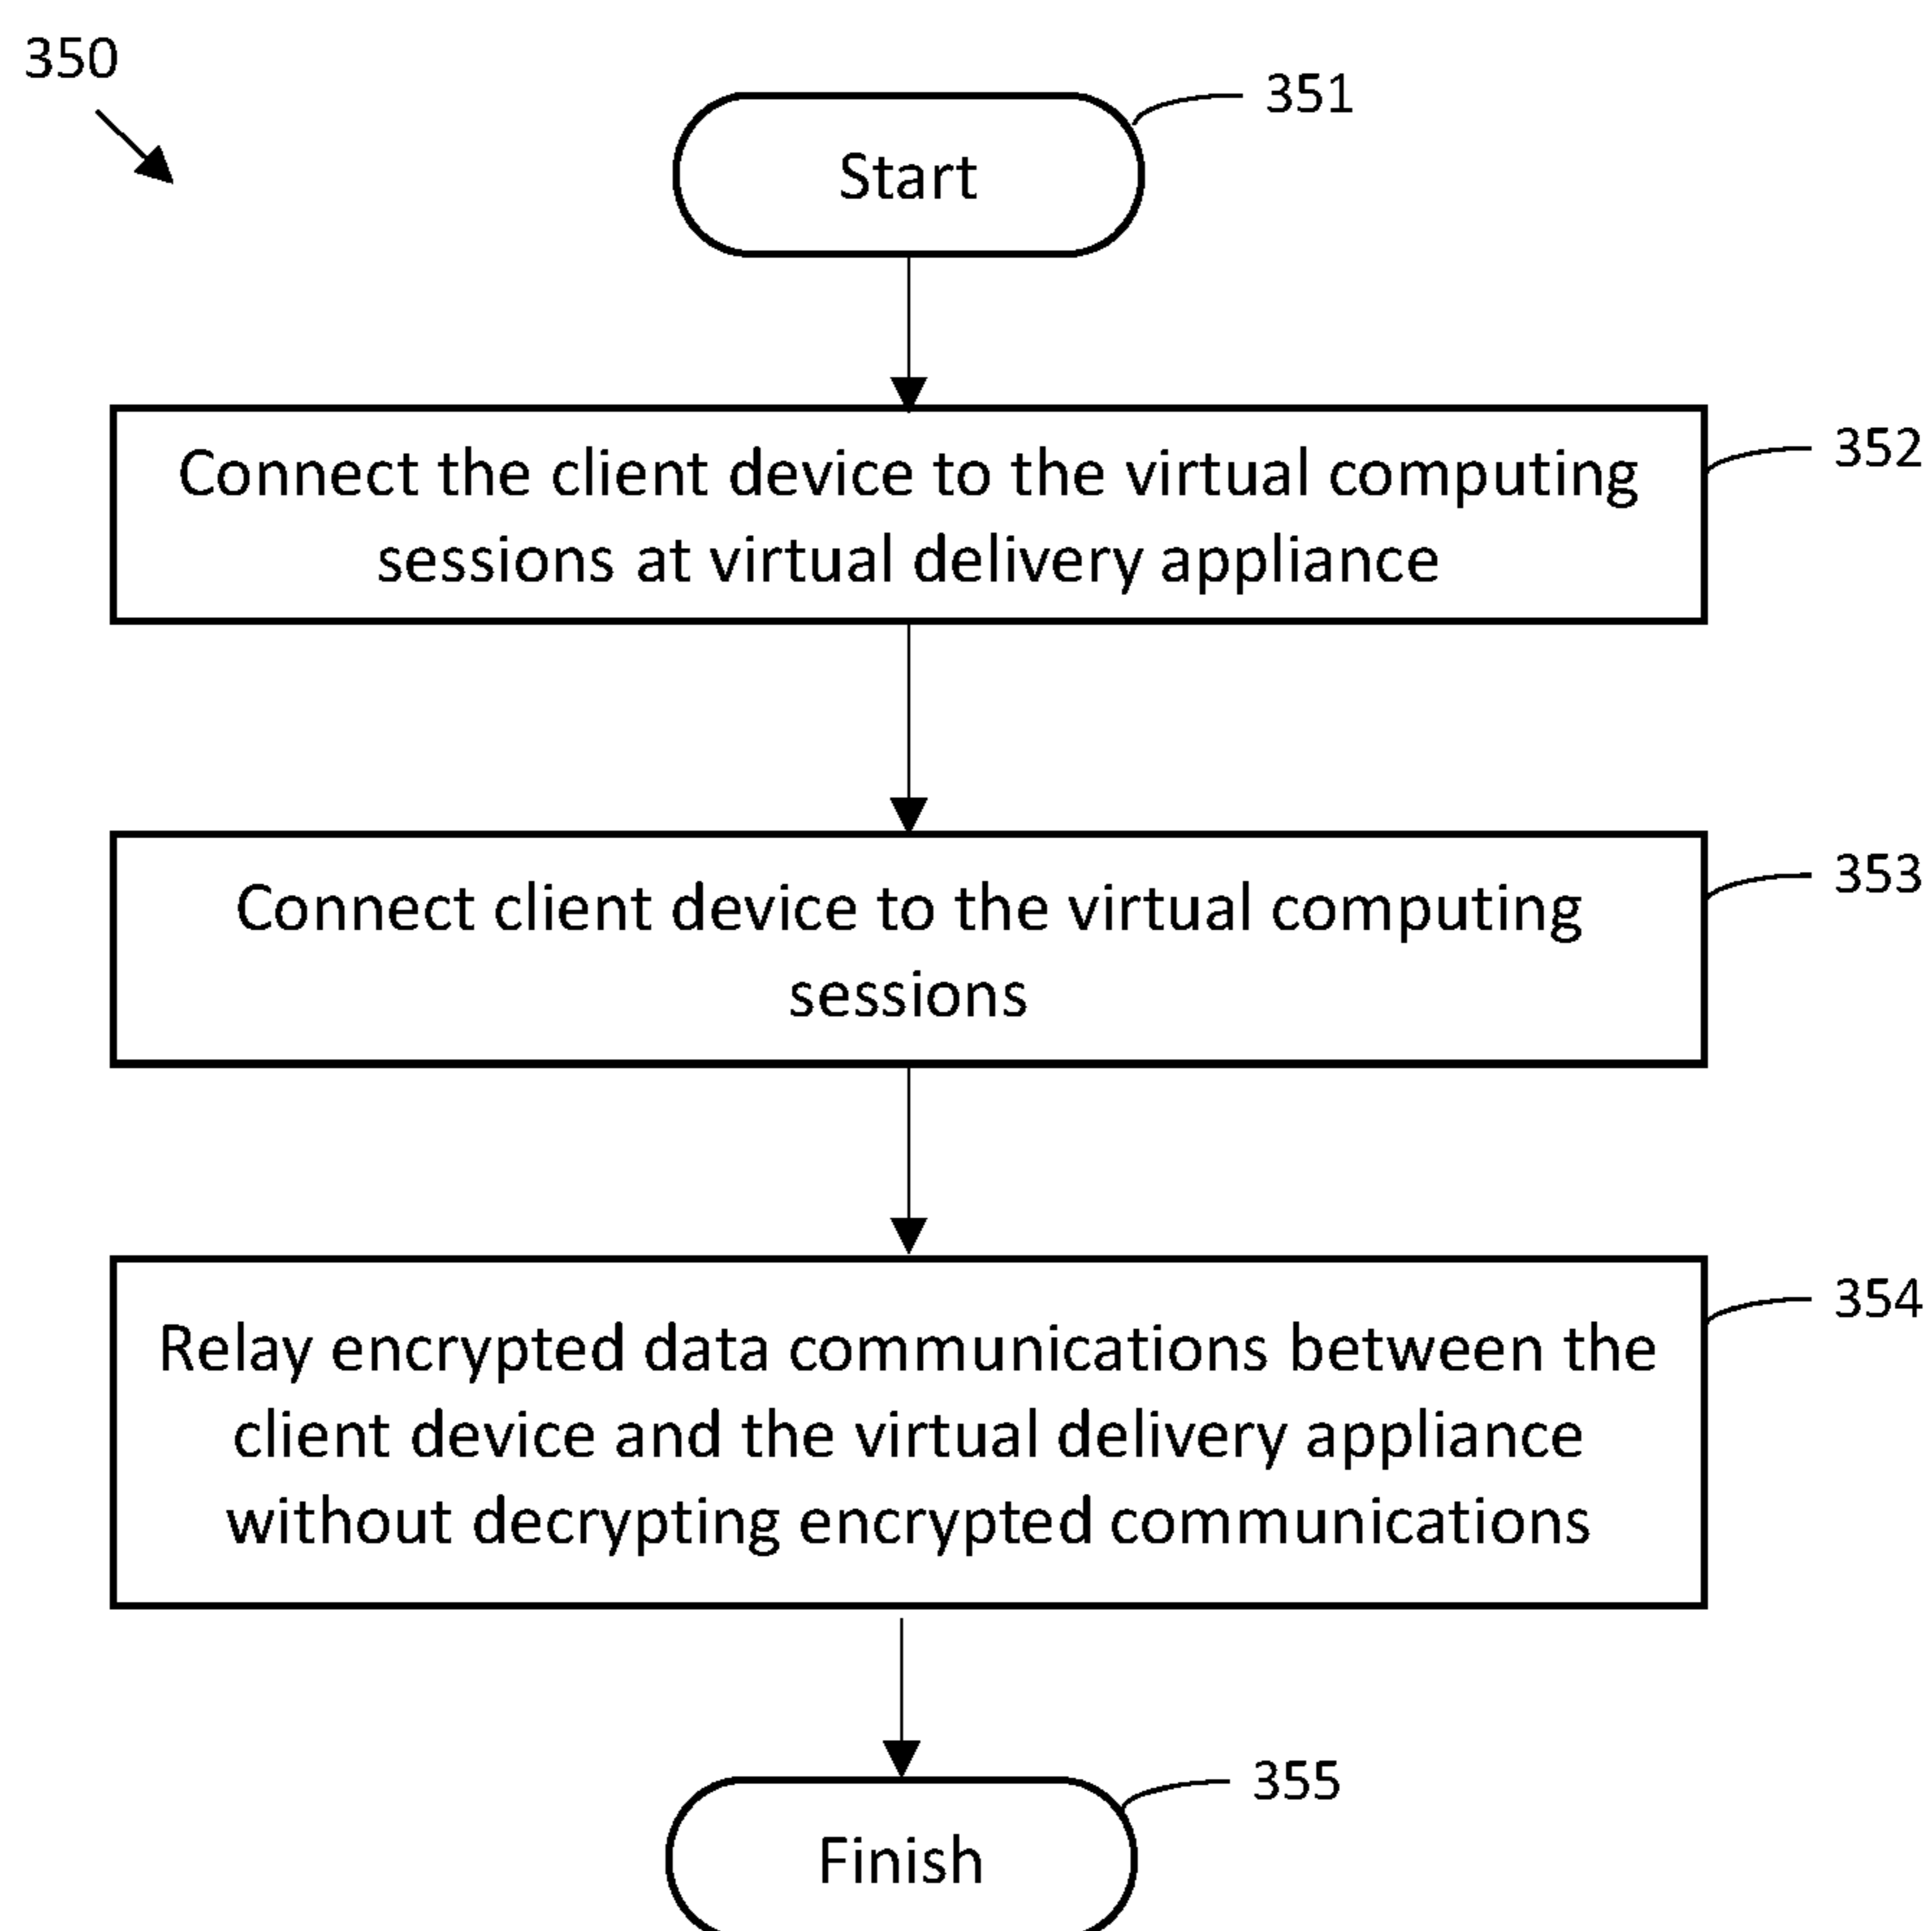 350
351
Start
352
Connect the client device to the virtual computing
sessions at virtual delivery appliance
353
Connect client device to the virtual computing
sessions
354
Relay encrypted data communications between the
client device and the virtual delivery appliance
without decrypting encrypted communications
355
Finish